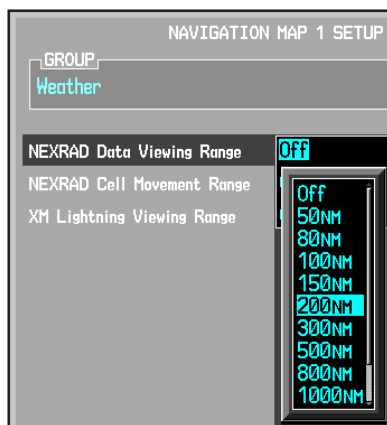 NAVIGATION MAP 1 SETUP
GROUP
Weather
NEXRAD Data Viewing Range Off
NEXRAD Cell Movement Range
XM Lightning Viewing Range
Off
50NM
80NM
100NM
150NM
200NM
300NM
500NM
800NM
1000NM